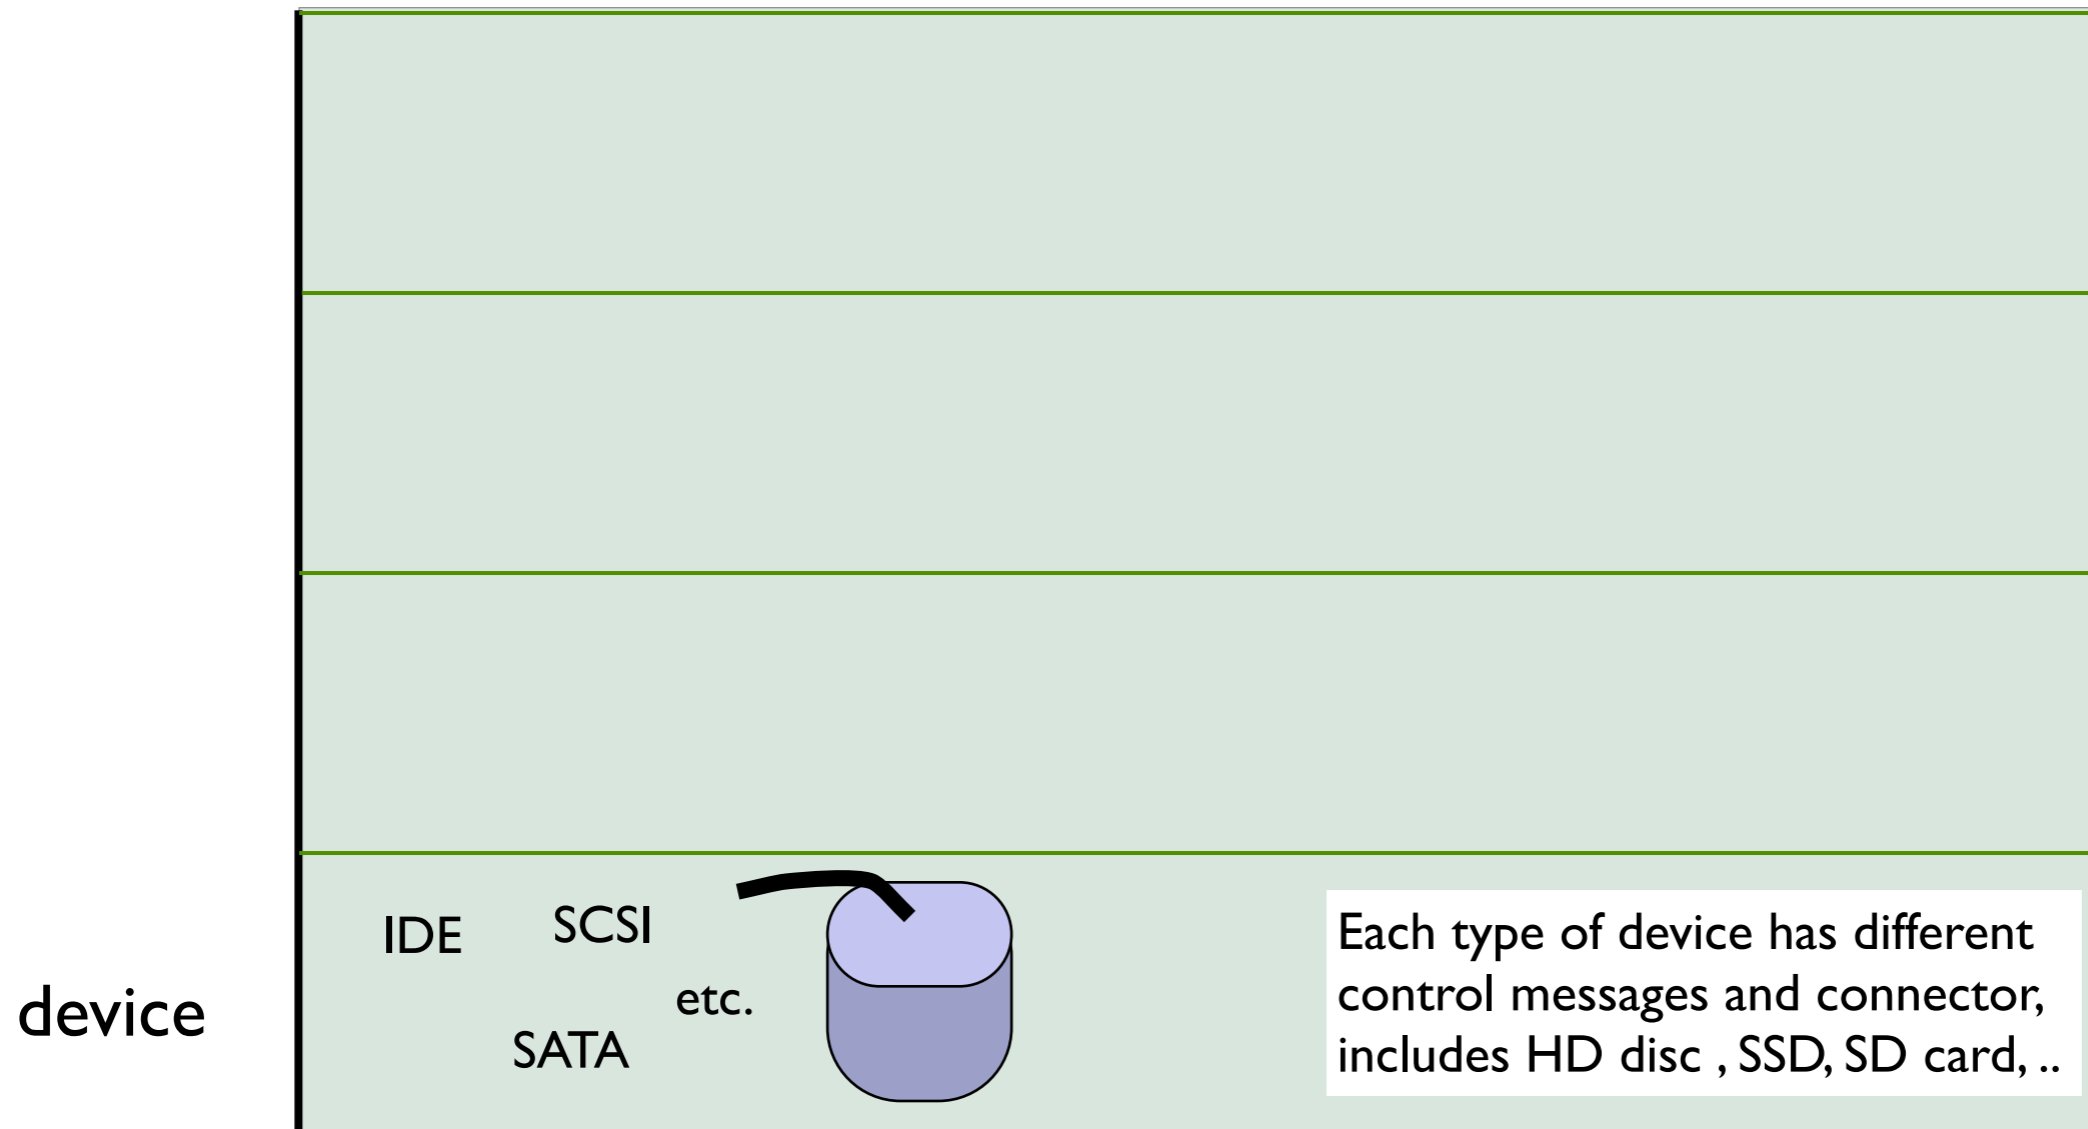 device
IDE
SCSI
etc.
SATA
Each type of device has different
control messages and connector,
includes HD disc , SSD, SD card, ..